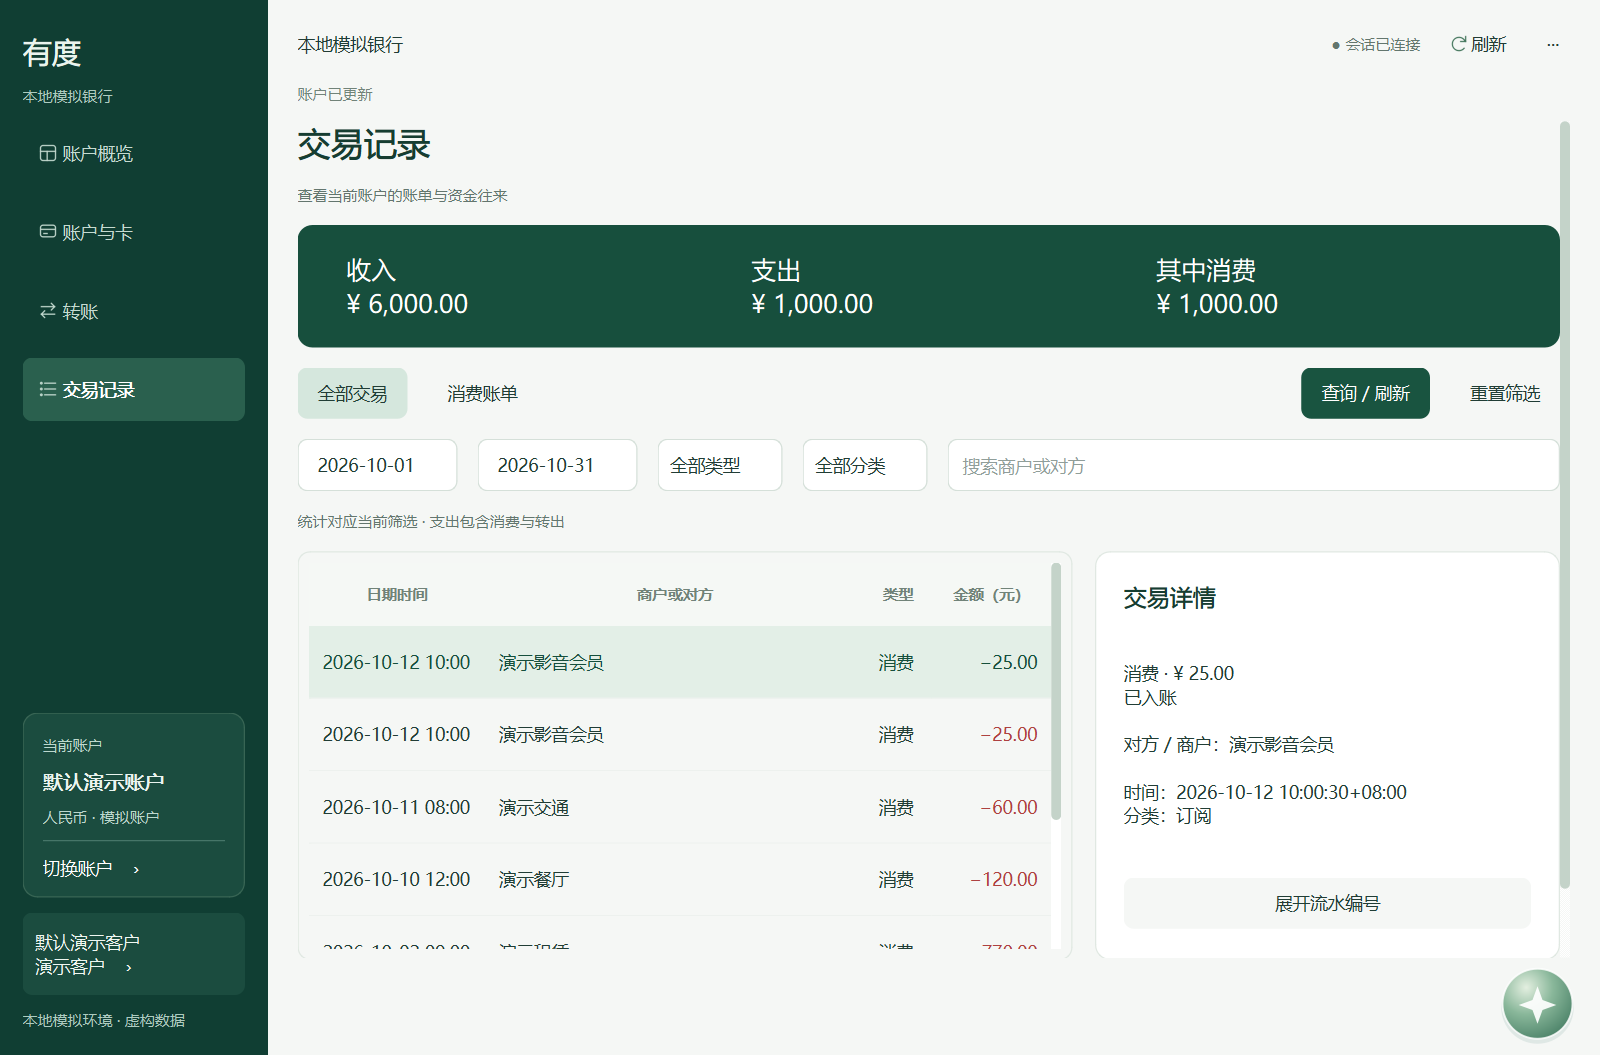 有度
本地模拟银行
账户概览
账户与卡
转账
交易记录
当前账户
默认演示账户
人民币 · 模拟账户
切换账户 ›
默认演示客户
演示客户 ›
本地模拟环境 · 虚构数据
本地模拟银行
● 会话已连接 刷新 ···
账户已更新
交易记录
查看当前账户的账单与资金往来
收入 支出 其中消费
¥ 6,000.00 ¥ 1,000.00 ¥ 1,000.00
全部交易 消费账单 查询 / 刷新 重置筛选
2026-10-01 2026-10-31 全部类型 全部分类 搜索商户或对方
统计对应当前筛选 · 支出包含消费与转出
日期时间 商户或对方 类型 金额（元）
2026-10-12 10:00 演示影音会员 消费 −25.00
2026-10-12 10:00 演示影音会员 消费 −25.00
2026-10-11 08:00 演示交通 消费 −60.00
2026-10-10 12:00 演示餐厅 消费 −120.00
交易详情
消费 · ¥ 25.00
已入账
对方 / 商户：演示影音会员
时间：2026-10-12 10:00:30+08:00
分类：订阅
展开流水编号